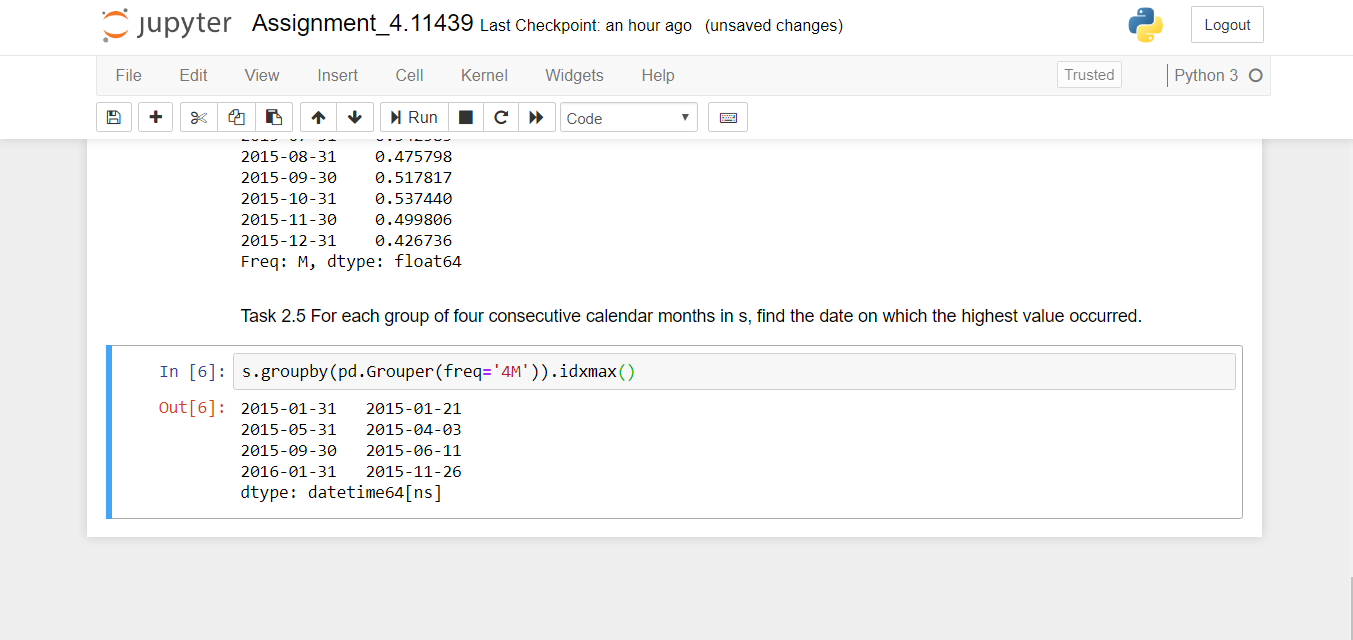 jupyter Assignment_4.11439 Last Checkpoint: an hour ago (unsaved changes) Logout
File Edit View Insert Cell Kernel Widgets Help Trusted Python 3
Run Code
2015-08-31 0.475798
2015-09-30 0.517817
2015-10-31 0.537440
2015-11-30 0.499806
2015-12-31 0.426736
Freq: M, dtype: float64
Task 2.5 For each group of four consecutive calendar months in s, find the date on which the highest value occurred.
In [6]: s.groupby(pd.Grouper(freq='4M')).idxmax()
Out[6]: 2015-01-31 2015-01-21
2015-05-31 2015-04-03
2015-09-30 2015-06-11
2016-01-31 2015-11-26
dtype: datetime64[ns]